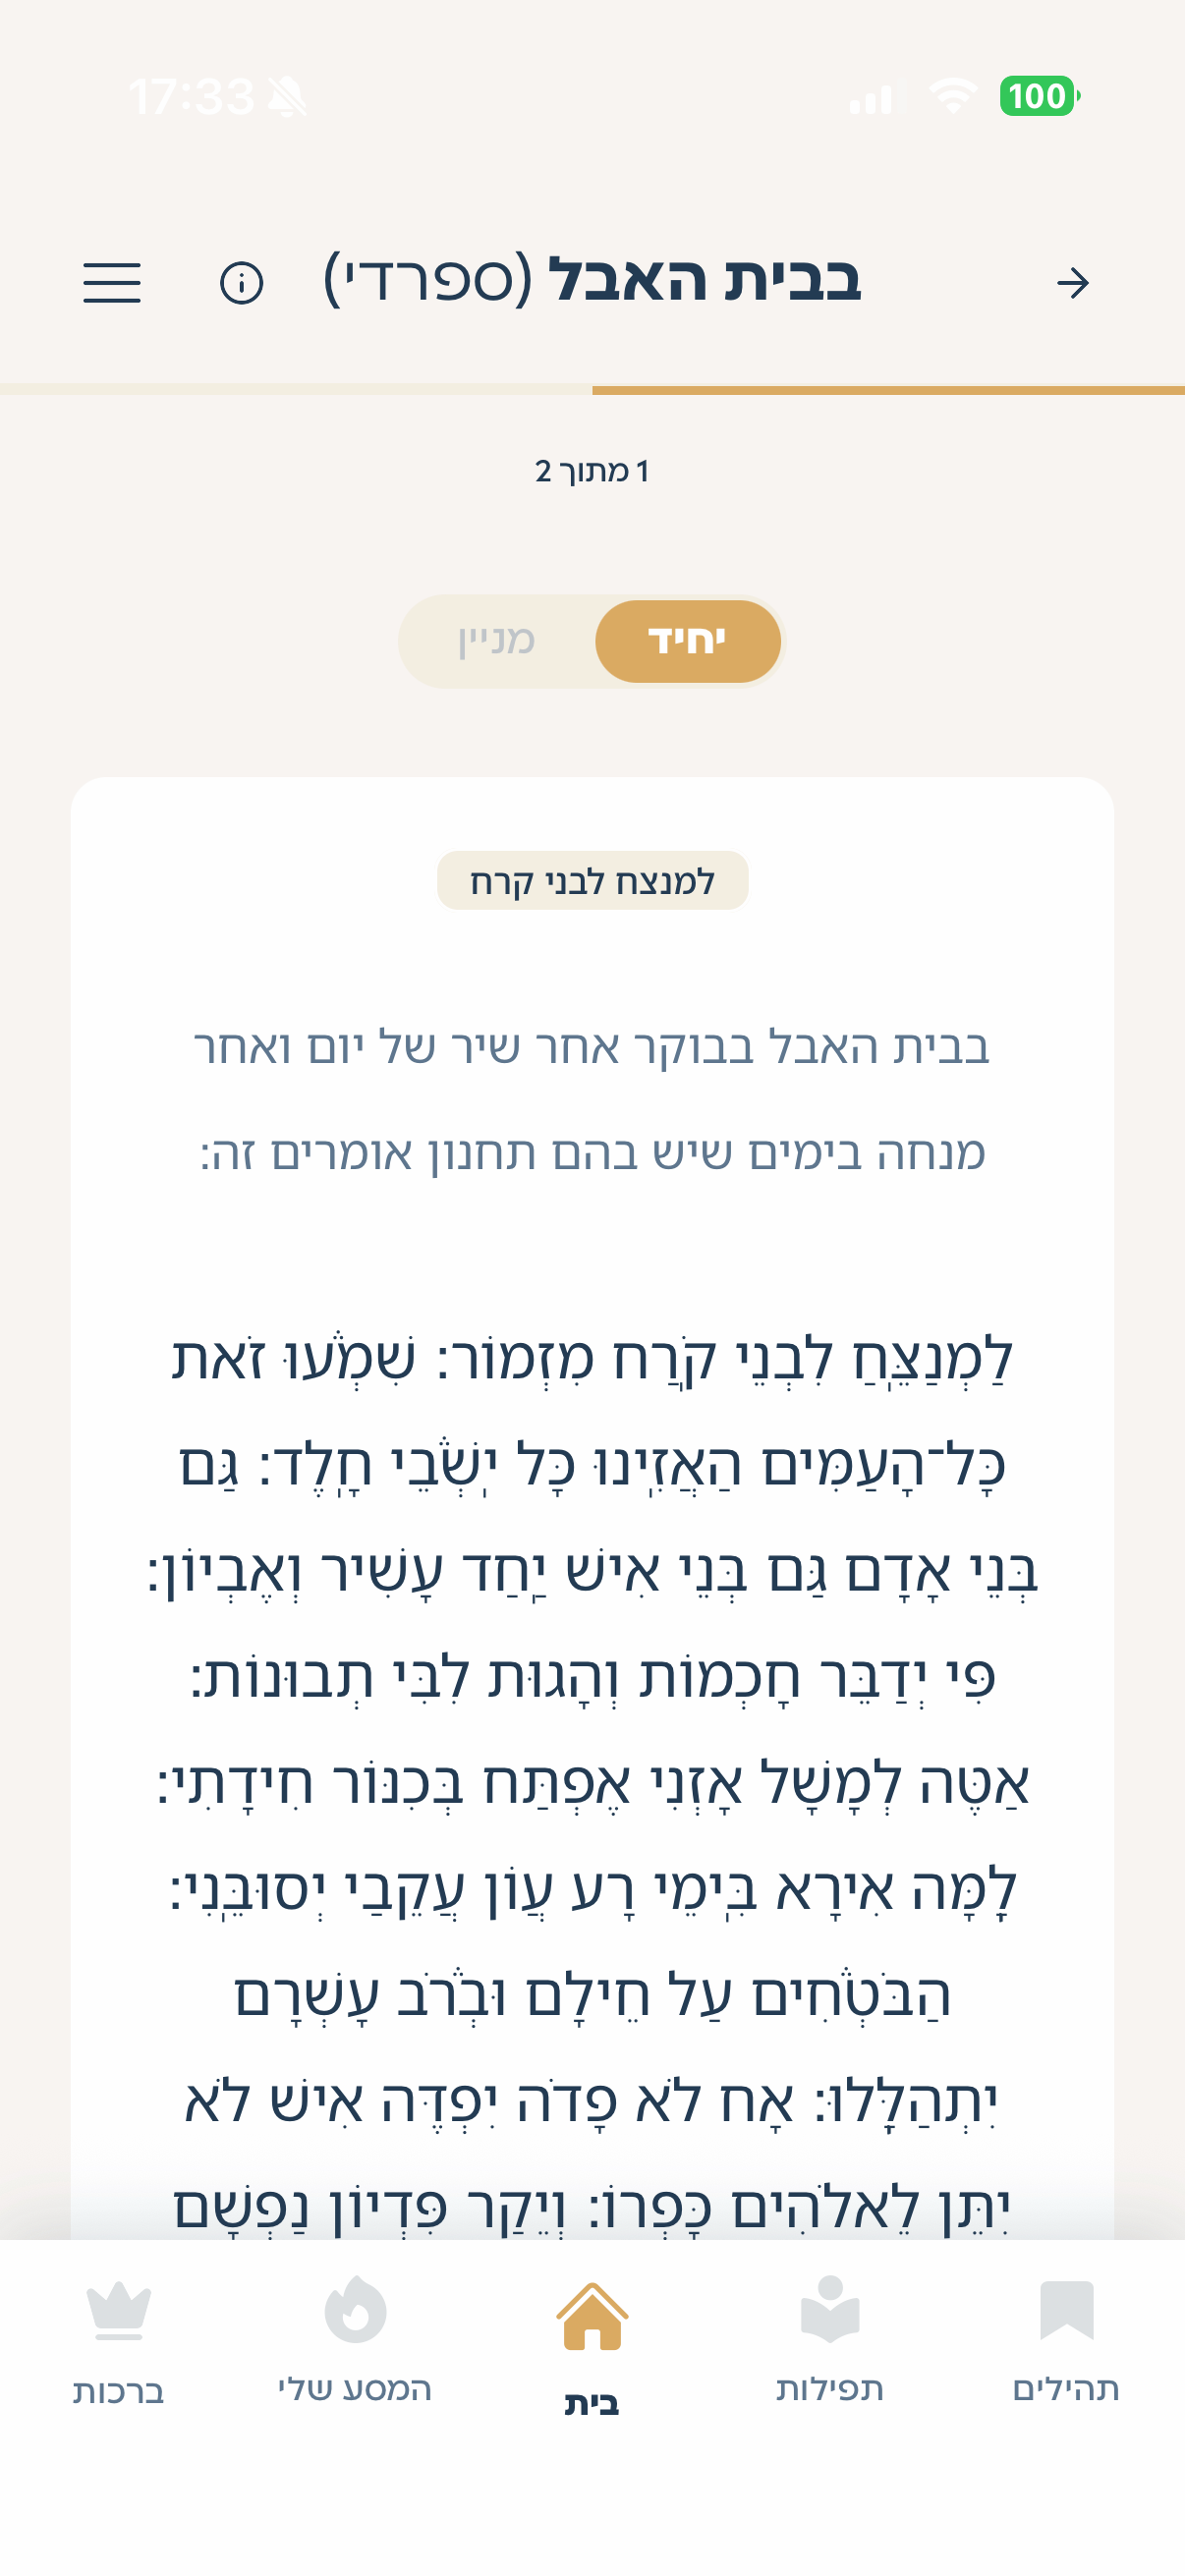 17:33
100
בבית האבל (ספרדי)
1 מתוך 2
יחיד
מניין
למנצח לבני קרח
בבית האבל בבוקר אחר שיר של יום ואחר
מנחה בימים שיש בהם תחנון אומרים זה:
לַמְנַצֵּֽחַ לִבְנֵי קֹֽרַח מִזְמוֹר: שִׁמְע֗וּ זֹאת
כׇּל־הָעַמִּים הַאֲזִֽינוּ כׇּל יֹֽשְׁ֗בֵי חָֽלֶד: גַּם
בְּנֵי אָדָם גַּם בְּנֵי אִישׁ יַֽחַד עָשִׁיר וְאֶבְיוֹן:
פִּי יְדַבֵּר חָכְמוֹת וְהָגוּת לִבִּי תְבוּנוֹת:
אַטֶּה לְמָשָׁל אָזְנִי אֶפְתַּח בְּכִנּוֹר חִידָתִי:
לָֽמָּה אִירָא בִּֽימֵי רָע עֲוֹן עֲקֵבַי יְסוּבֵּֽנִי:
הַבֹּטְ֗חִים עַל חֵילָם וּבְרֹ֗ב עָשְׁרָם
יִתְהַלָּֽלוּ: אָח לֹא פָדֹה יִפְדֶּה אִישׁ לֹא
יִתֵּן לֵאלֹהִים כָּפְרוֹ: וְיֵקַר פִּדְיוֹן נַפְשָׁם
תהילים
תפילות
בית
המסע שלי
ברכות